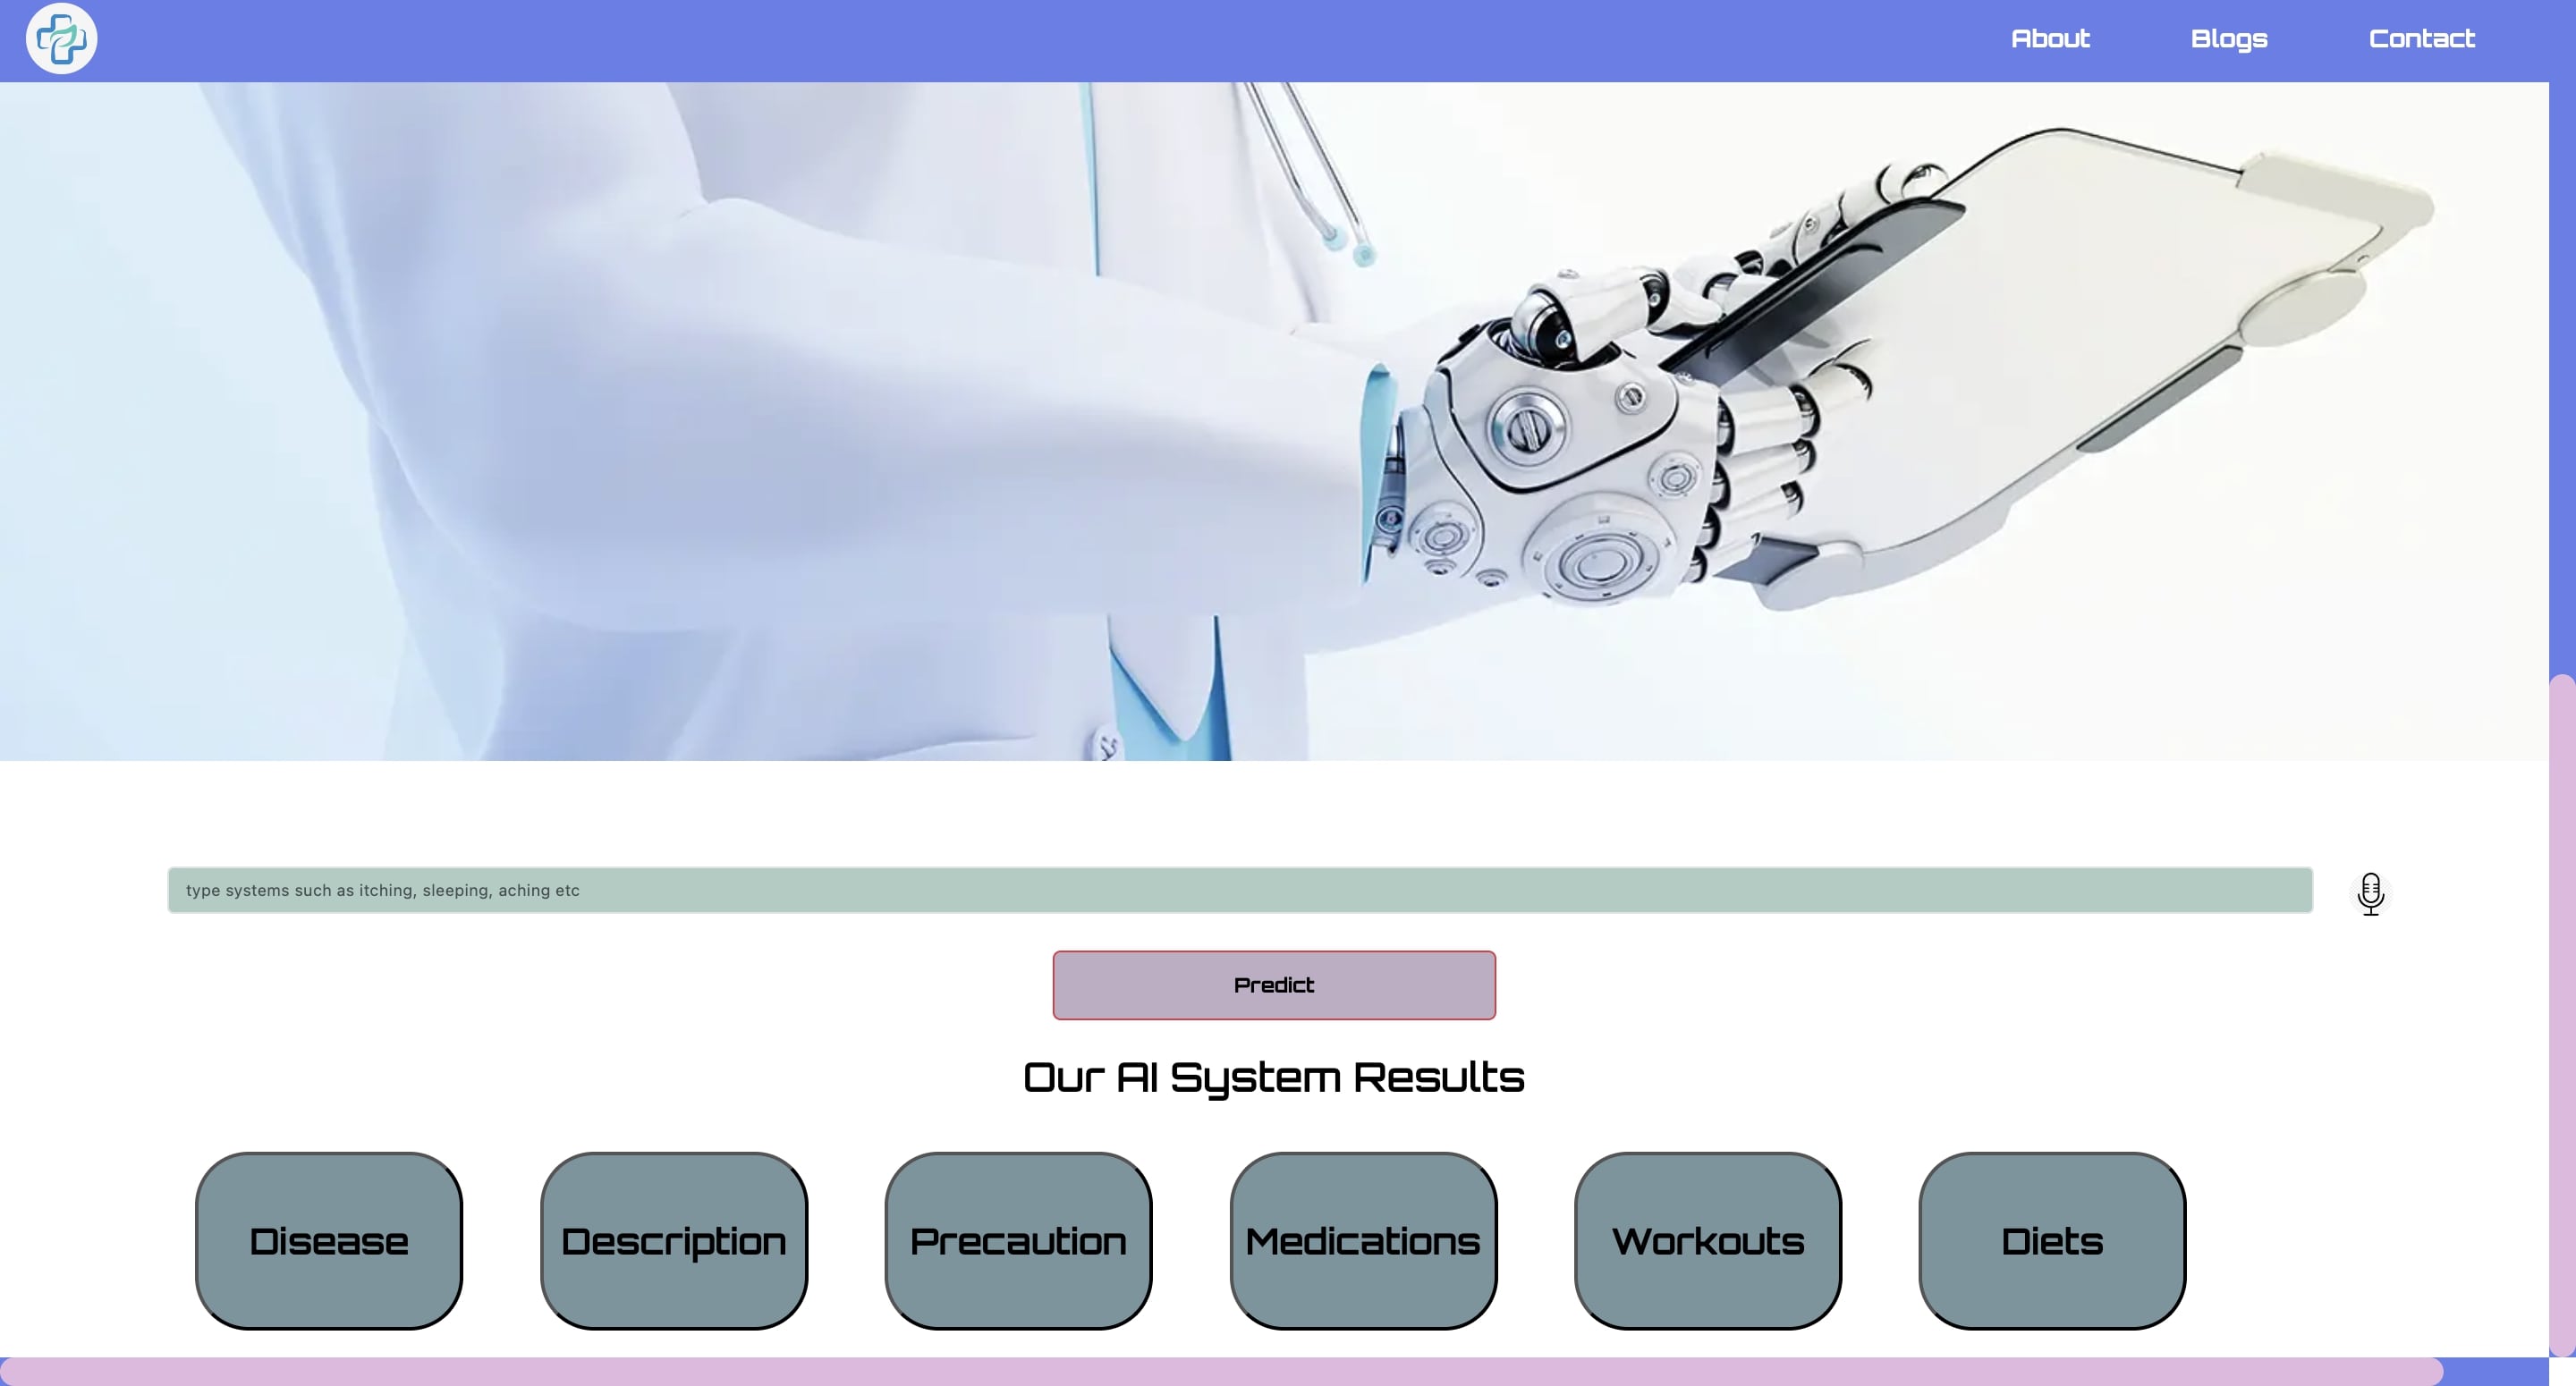 About Blogs Contact
type systems such as itching, sleeping, aching etc
Predict
Our AI System Results
Disease Description Precaution Medications Workouts Diets